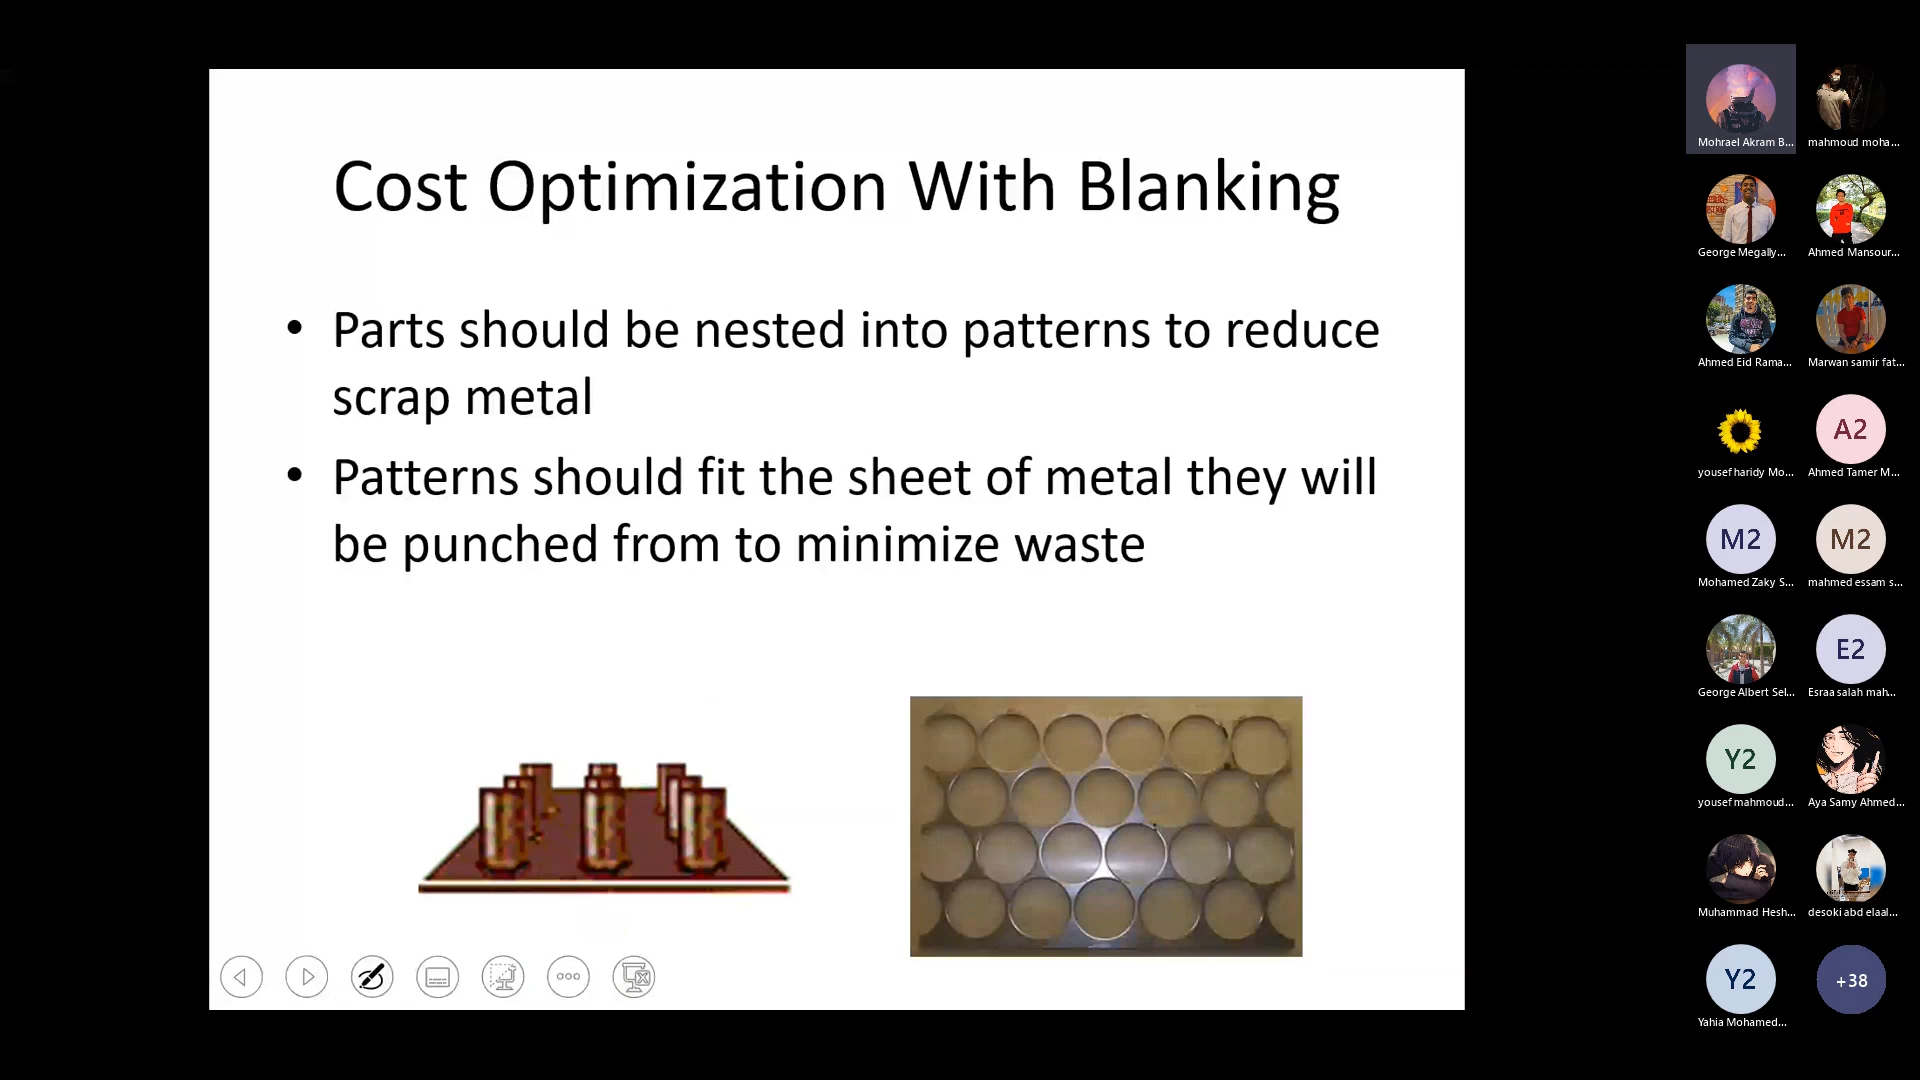 Cost Optimization With Blanking
• Parts should be nested into patterns to reduce
scrap metal
• Patterns should fit the sheet of metal they will
be punched from to minimize waste
Mohrael Akram B...
mahmoud moha...
George Megally...
Ahmed Mansour...
Ahmed Eid Rama...
Marwan samir fat...
yousef haridy Mo...
A2
Ahmed Tamer M...
M2
Mohamed Zaky S...
M2
mahmed essam s...
George Albert Sel...
E2
Esraa salah mah...
Y2
yousef mahmoud...
Aya Samy Ahmed...
Muhammad Hesh...
desoki abd elaal...
Y2
Yahia Mohamed...
+38